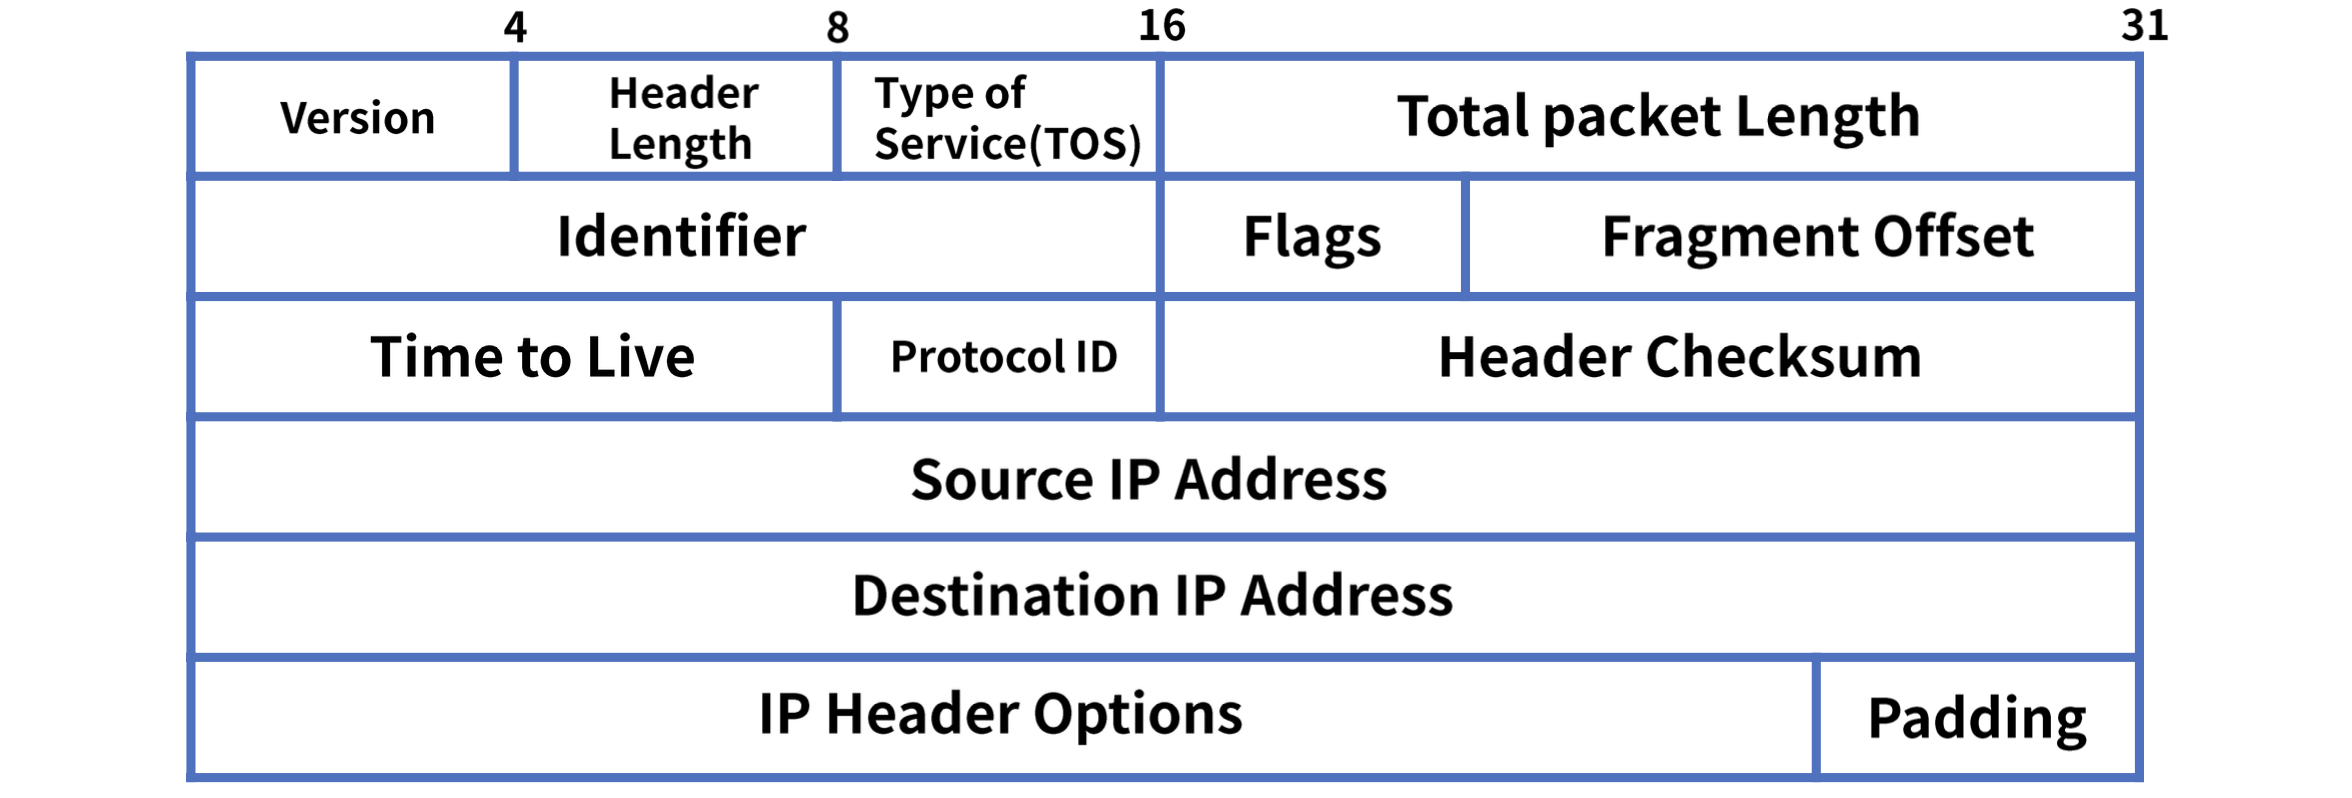 4 8 16 31
Version
Header
Length
Type of
Service(TOS)
Total packet Length
Identifier
Flags
Fragment Offset
Time to Live
Protocol ID
Header Checksum
Source IP Address
Destination IP Address
IP Header Options
Padding